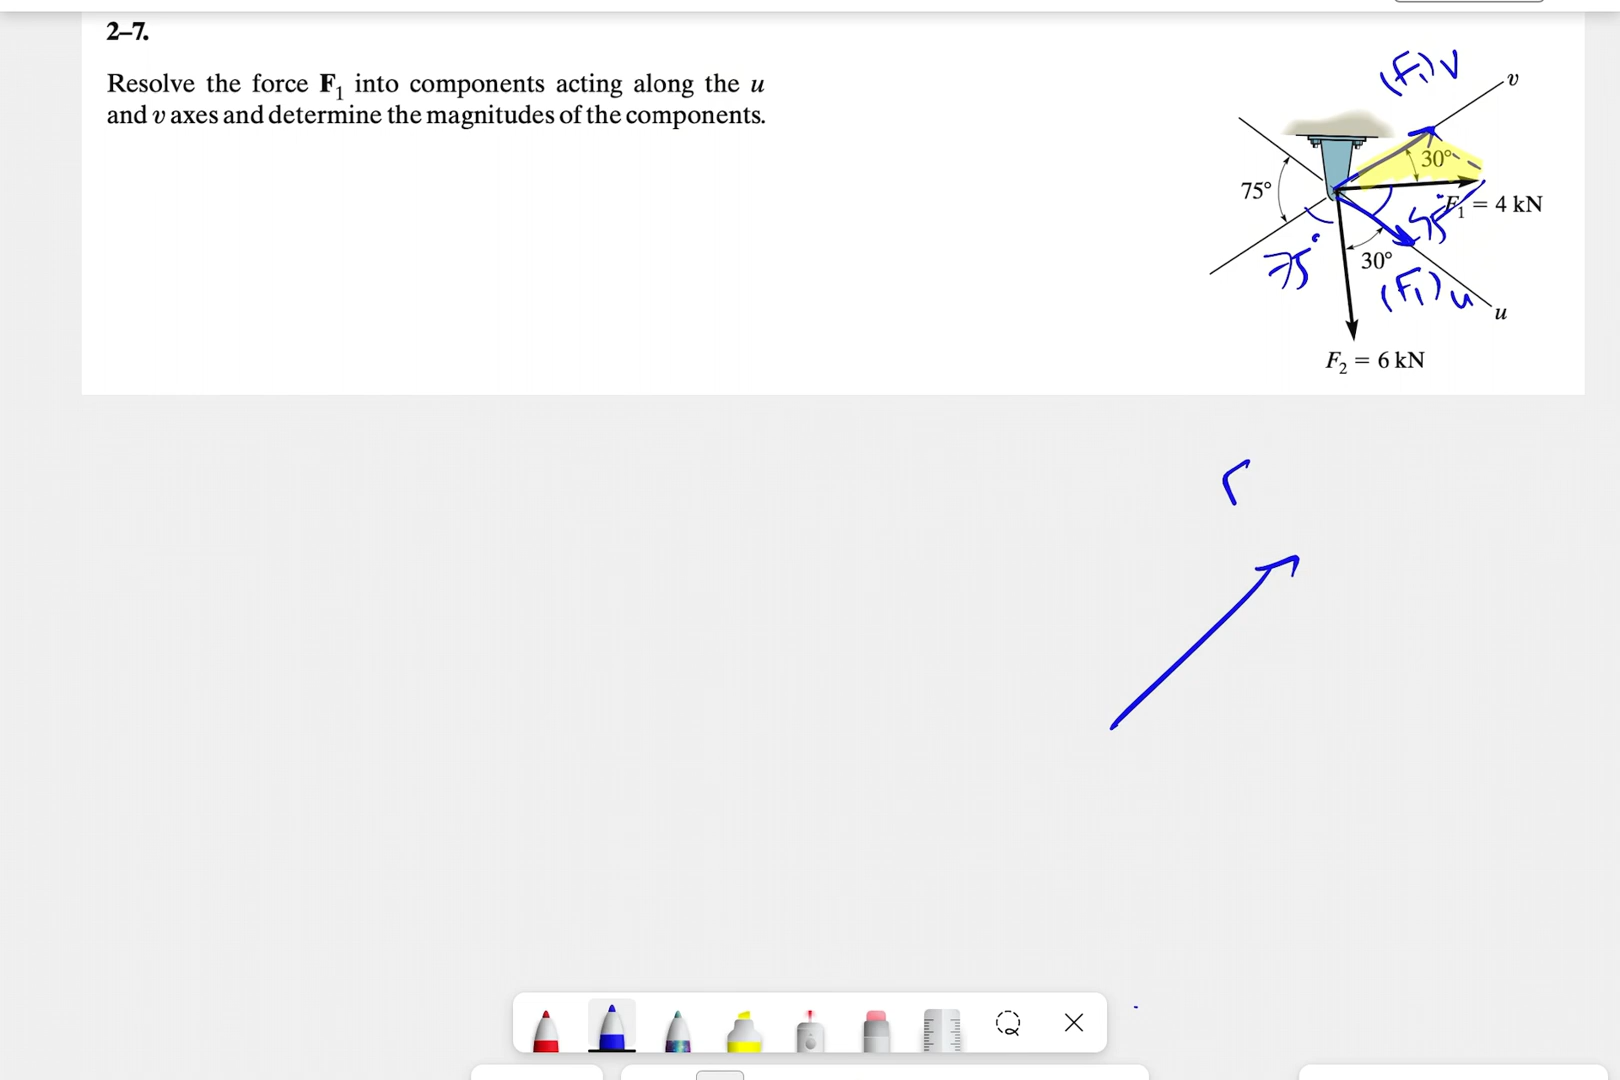 2–7.
Resolve the force F₁ into components acting along the u
and v axes and determine the magnitudes of the components.
(F₁)v
v
30°
75°
F₁ = 4 kN
75°
30°
(F₁)u
u
F₂ = 6 kN